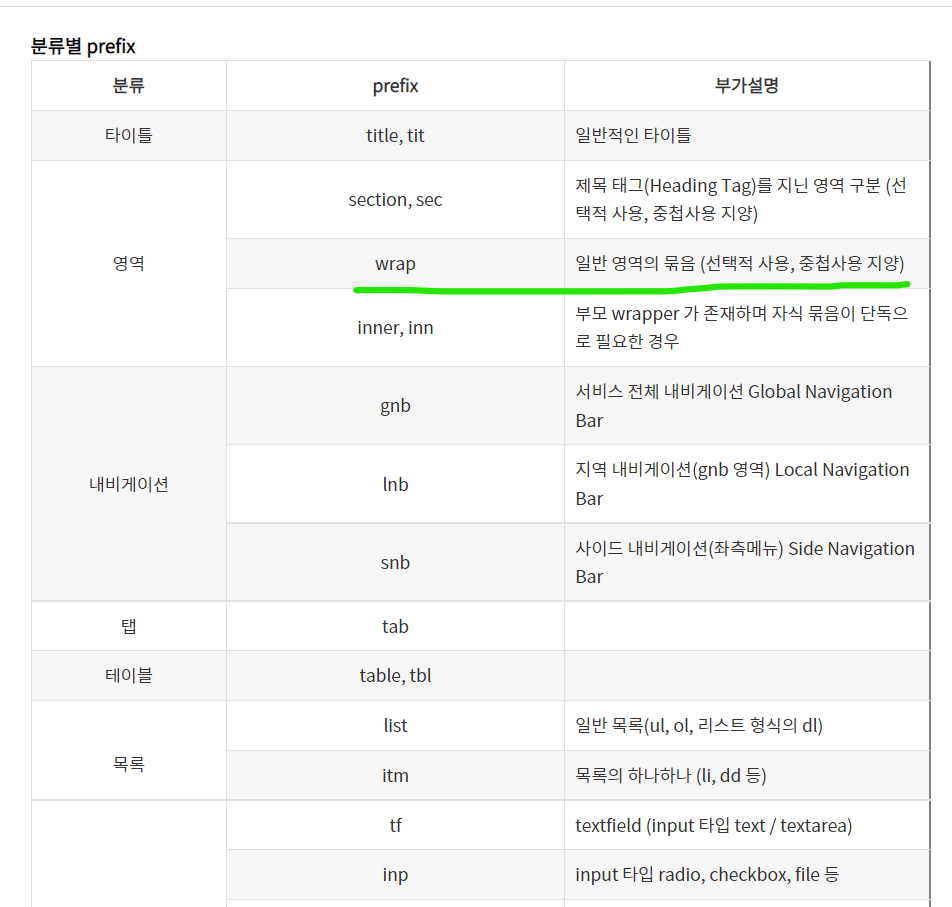 분류별 prefix
분류 prefix 부가설명
타이틀 title, tit 일반적인 타이틀
영역
section, sec
제목 태그(Heading Tag)를 지닌 영역 구분 (선
택적 사용, 중첩사용 지양)
wrap 일반 영역의 묶음 (선택적 사용, 중첩사용 지양)
inner, inn
부모 wrapper 가 존재하며 자식 묶음이 단독으
로 필요한 경우
내비게이션
gnb
서비스 전체 내비게이션 Global Navigation
Bar
lnb
지역 내비게이션(gnb 영역) Local Navigation
Bar
snb
사이드 내비게이션(좌측메뉴) Side Navigation
Bar
탭 tab
테이블 table, tbl
목록
list 일반 목록(ul, ol, 리스트 형식의 dl)
itm 목록의 하나하나 (li, dd 등)
tf textfield (input 타입 text / textarea)
inp input 타입 radio, checkbox, file 등